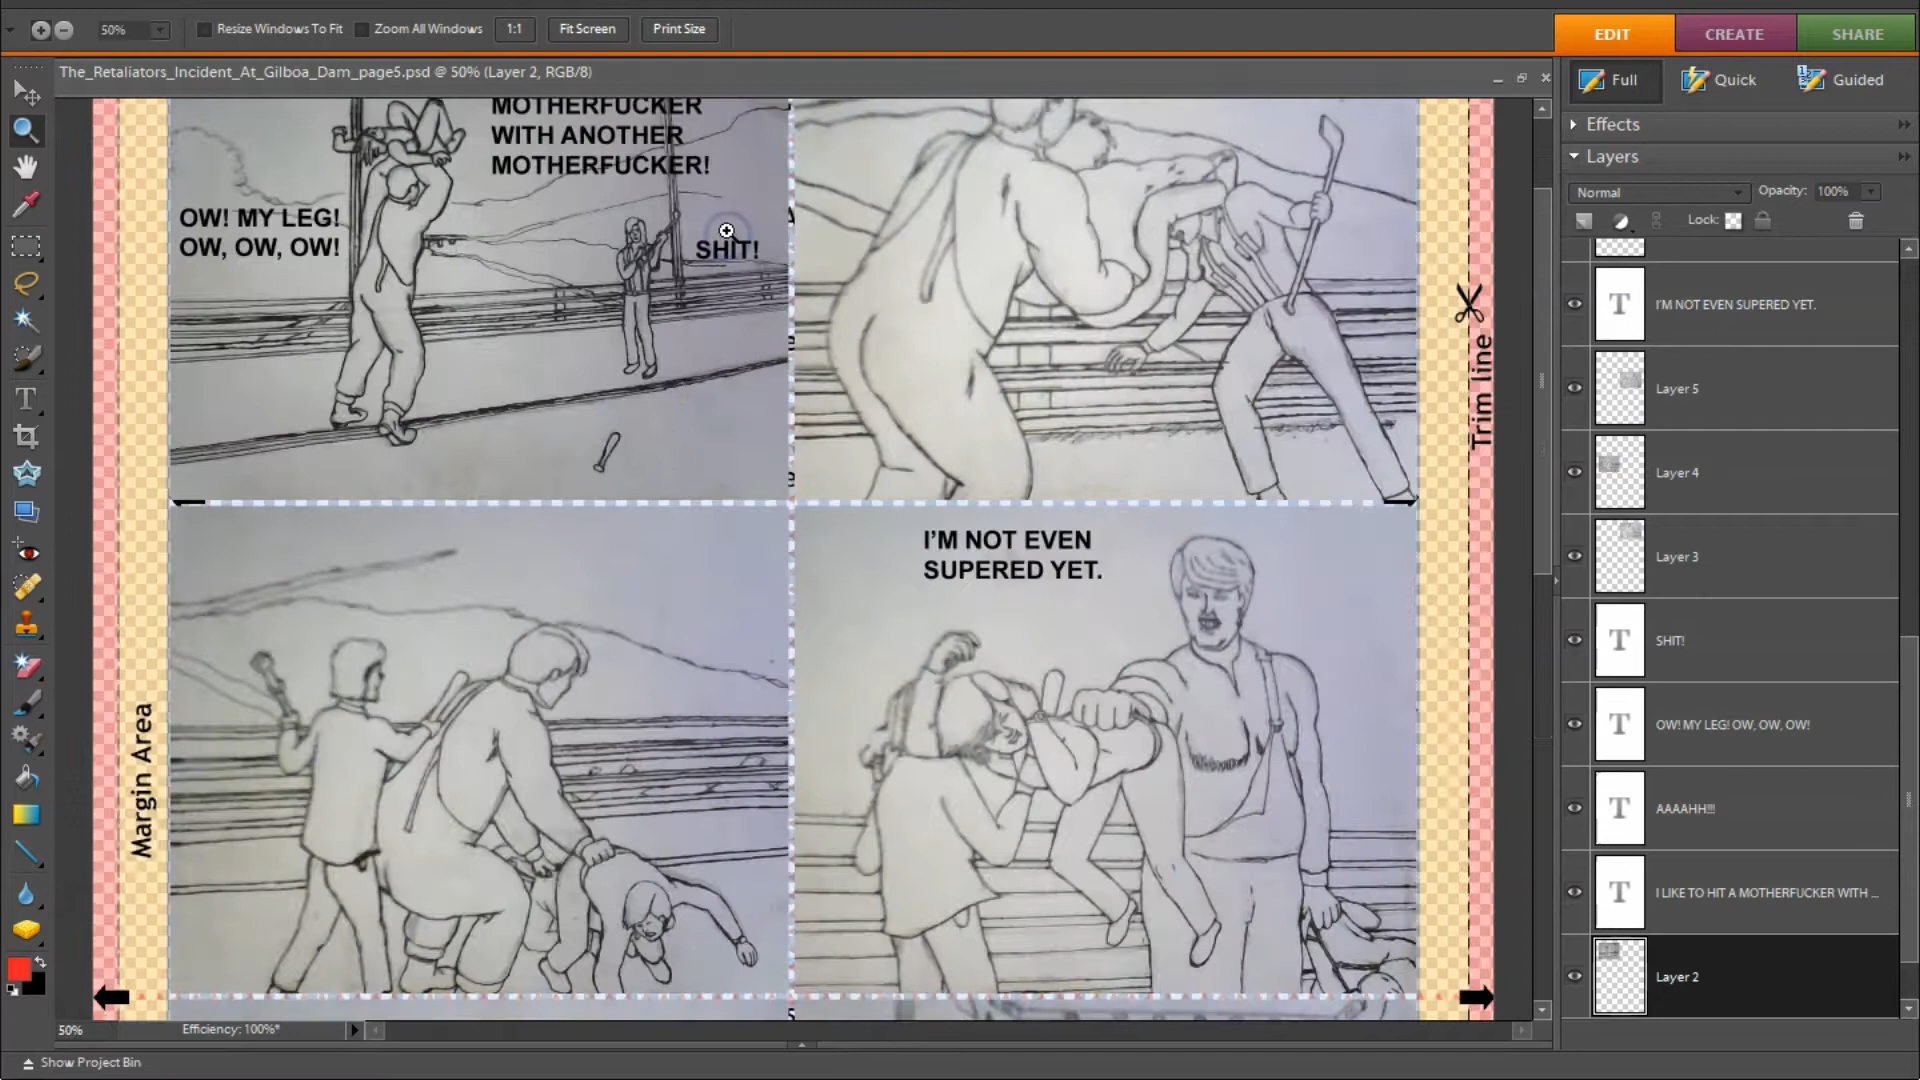 50%
Resize Windows To Fit
Zoom All Windows
1:1
Fit Screen
Print Size
EDIT
CREATE
SHARE
The_Retaliators_Incident_At_Gilboa_Dam_page5.psd @ 50% (Layer 2, RGB/8)
Full
Quick
Guided
Effects
Layers
Normal
Opacity: 100%
Lock:
MOTHERFUCKER
WITH ANOTHER
MOTHERFUCKER!
OW! MY LEG!
OW, OW, OW!
SHIT!
I'M NOT EVEN
SUPERED YET.
Margin Area
Trim line
I'M NOT EVEN SUPERED YET.
Layer 5
Layer 4
Layer 3
SHIT!
OW! MY LEG! OW, OW, OW!
AAAAHH!!!
I LIKE TO HIT A MOTHERFUCKER WITH ...
Layer 2
50%
Efficiency: 100%*
Show Project Bin